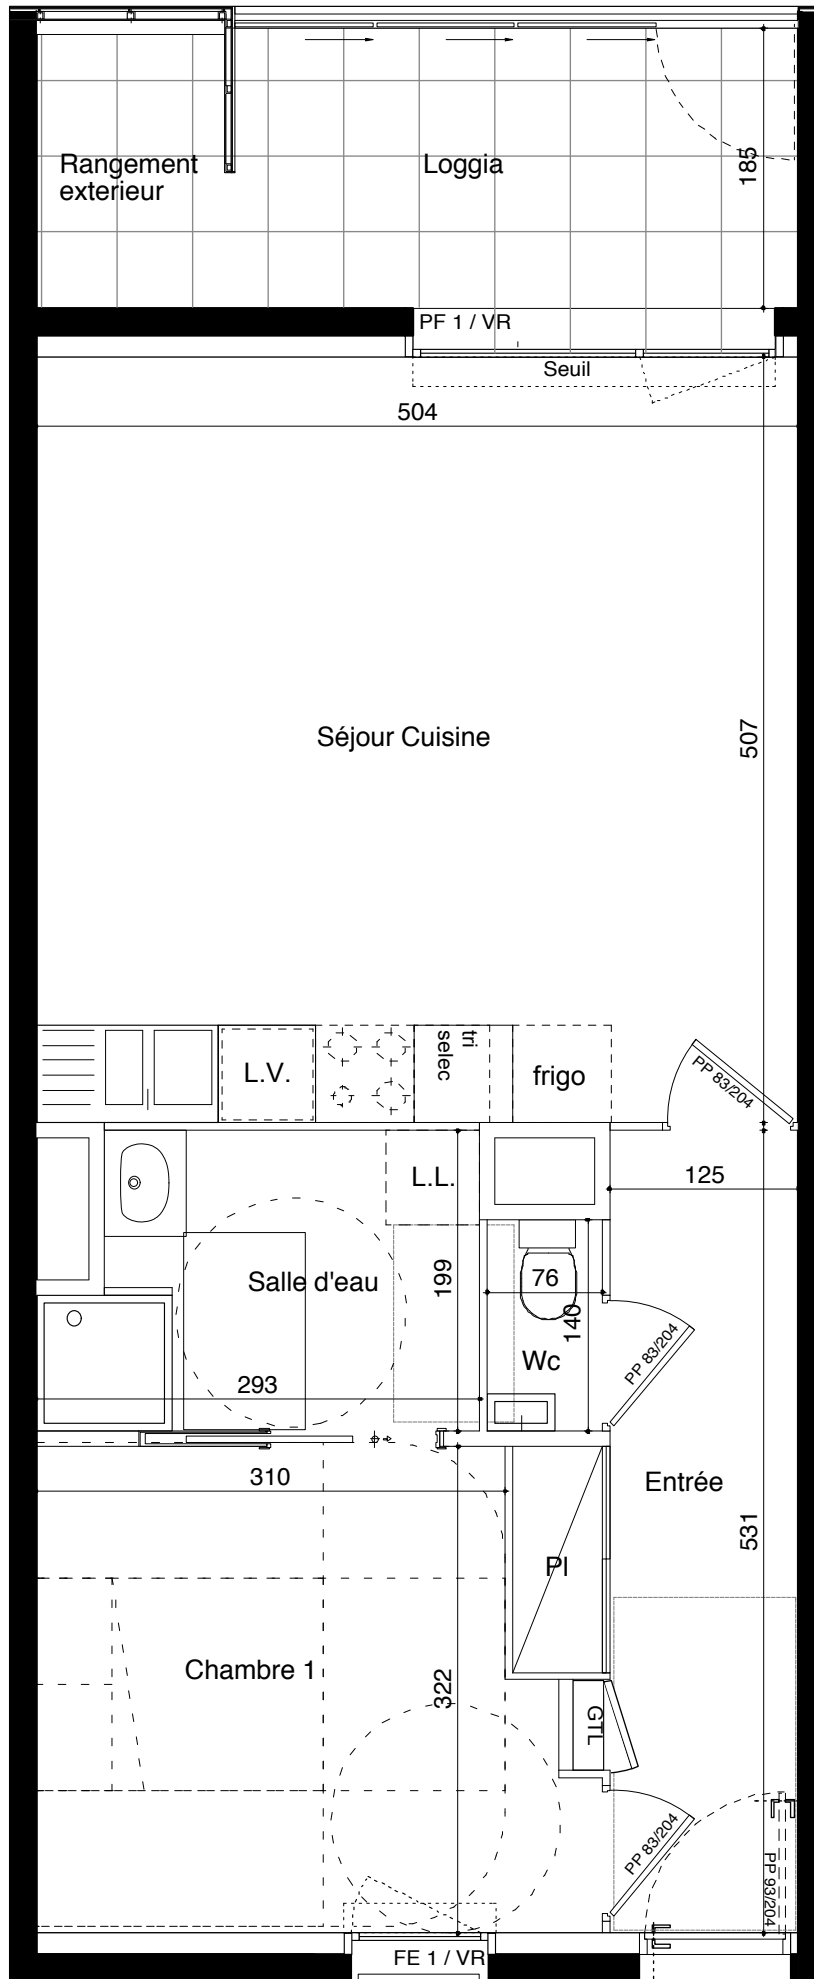 Rangement
exterieur
Loggia
185
PF 1 / VR
Seuil
504
Séjour Cuisine
507
L.V.
tri
selec
frigo
PP 83/204
L.L.
125
Salle d'eau
199
76
140
Wc
PP 83/204
293
310
Entrée
531
Pl
Chambre 1
322
GTL
PP 83/204
PP 93/204
FE 1 / VR